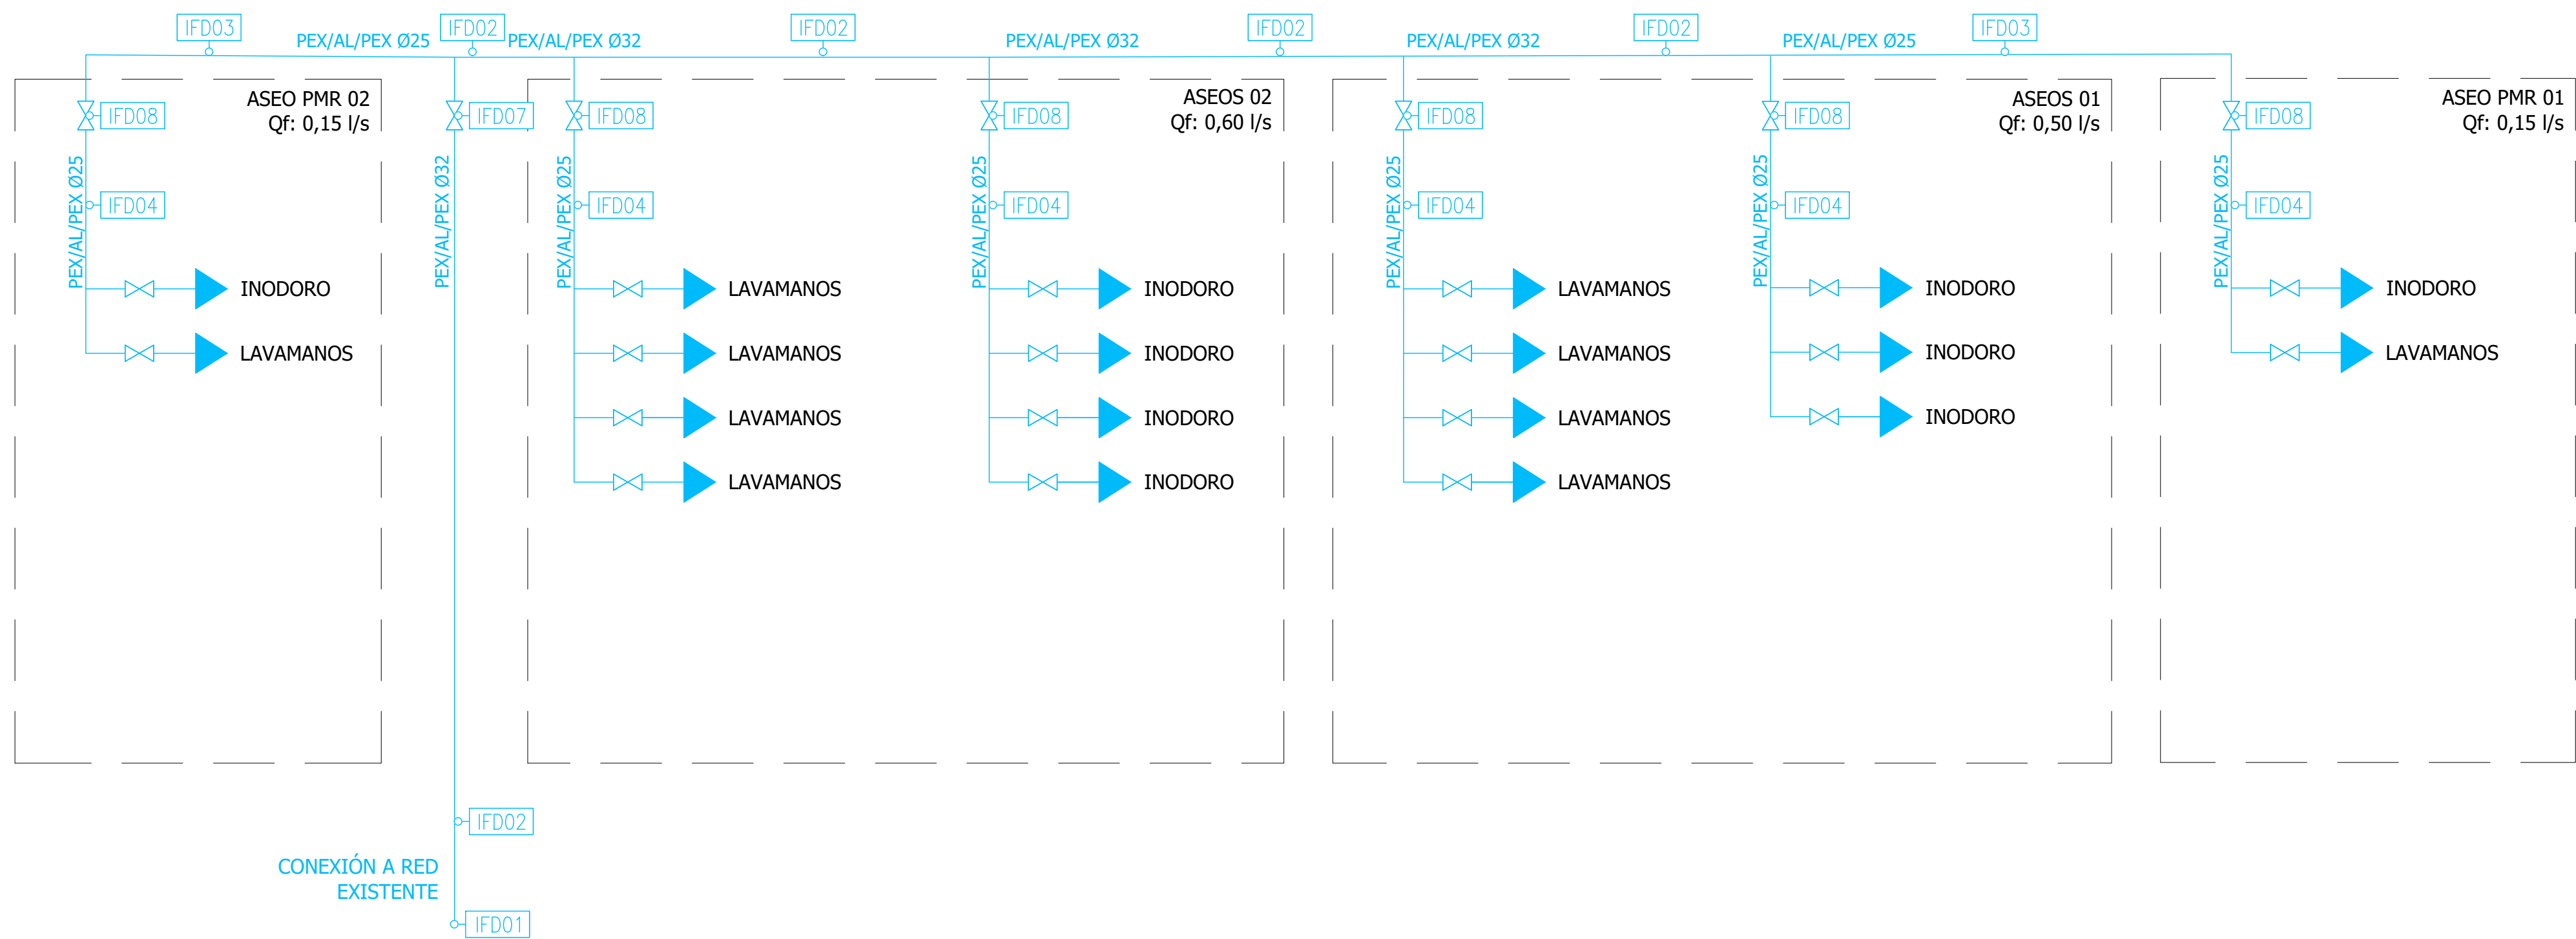 IFD03
PEX/AL/PEX Ø25
IFD02
PEX/AL/PEX Ø32
IFD02
PEX/AL/PEX Ø32
IFD02
PEX/AL/PEX Ø32
IFD02
PEX/AL/PEX Ø25
IFD03
ASEO PMR 02
Qf: 0,15 l/s
IFD08
PEX/AL/PEX Ø25
IFD04
INODORO
LAVAMANOS
IFD07
PEX/AL/PEX Ø32
IFD02
CONEXIÓN A RED
EXISTENTE
IFD01
ASEOS 02
Qf: 0,60 l/s
IFD08
PEX/AL/PEX Ø25
IFD04
LAVAMANOS
LAVAMANOS
LAVAMANOS
LAVAMANOS
IFD08
PEX/AL/PEX Ø25
IFD04
INODORO
INODORO
INODORO
INODORO
ASEOS 01
Qf: 0,50 l/s
IFD08
PEX/AL/PEX Ø25
IFD04
LAVAMANOS
LAVAMANOS
LAVAMANOS
LAVAMANOS
IFD08
PEX/AL/PEX Ø25
IFD04
INODORO
INODORO
INODORO
ASEO PMR 01
Qf: 0,15 l/s
IFD08
PEX/AL/PEX Ø25
IFD04
INODORO
LAVAMANOS